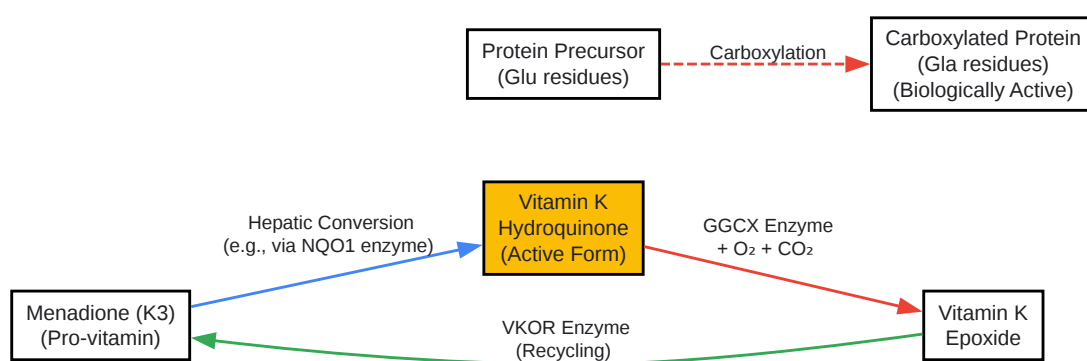 Protein Precursor
(Glu residues)
Carboxylation
Carboxylated Protein
(Gla residues)
(Biologically Active)
Hepatic Conversion
(e.g., via NQO1 enzyme)
Vitamin K
Hydroquinone
(Active Form)
GGCX Enzyme
+ O₂ + CO₂
Menadione (K3)
(Pro-vitamin)
VKOR Enzyme
(Recycling)
Vitamin K
Epoxide